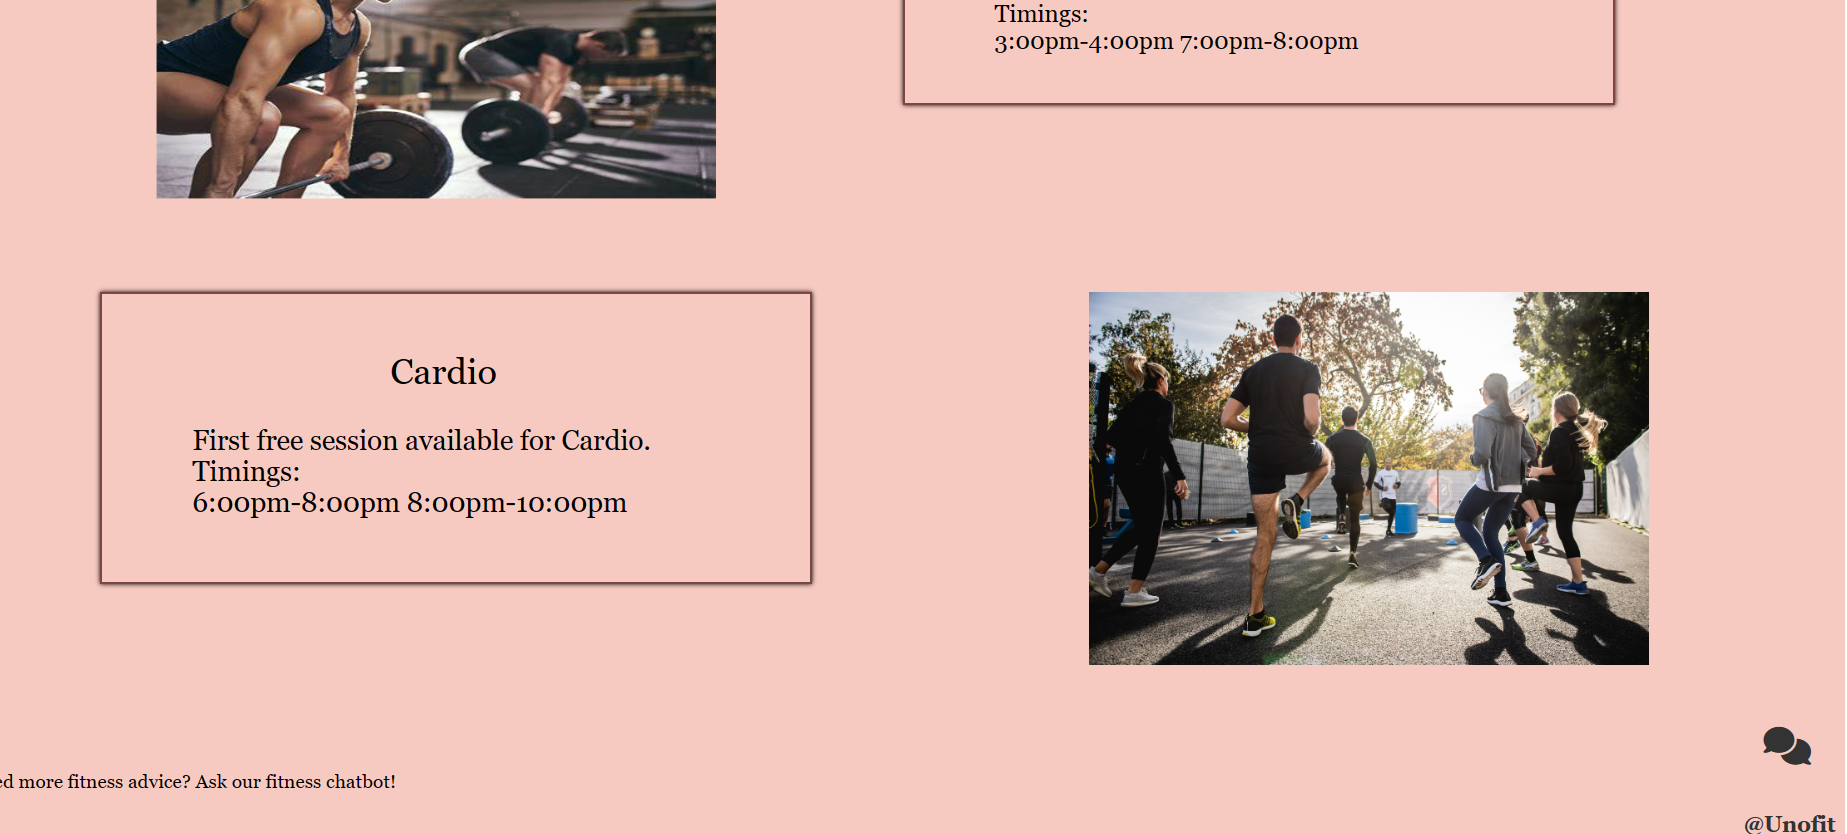 Timings:
3:00pm-4:00pm 7:00pm-8:00pm
Cardio
First free session available for Cardio.
Timings:
6:00pm-8:00pm 8:00pm-10:00pm
more fitness advice? Ask our fitness chatbot!
@Unofit